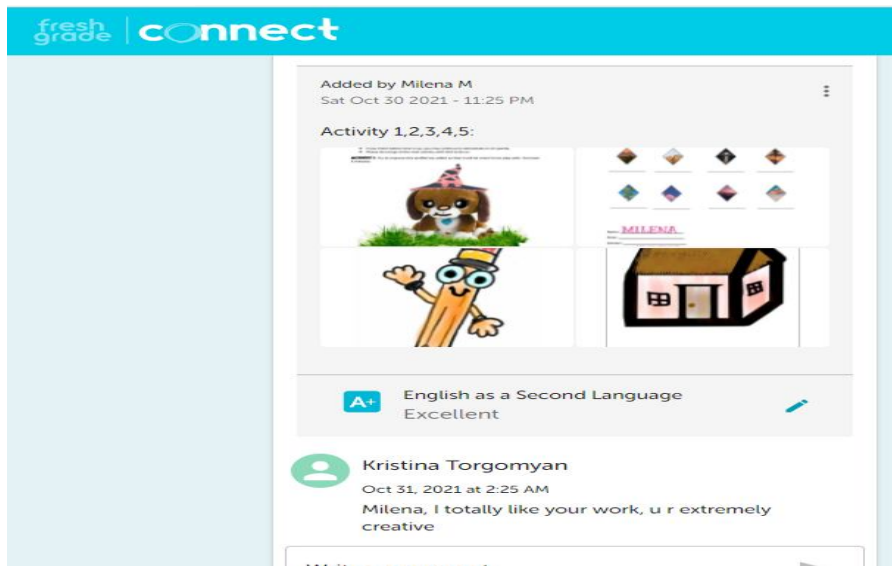 fresh grade connect
Added by Milena M
Sat Oct 30 2021 - 11:25 PM
Activity 1,2,3,4,5:
MILENA
A+
English as a Second Language
Excellent
Kristina Torgomyan
Oct 31, 2021 at 2:25 AM
Milena, I totally like your work, u r extremely
creative